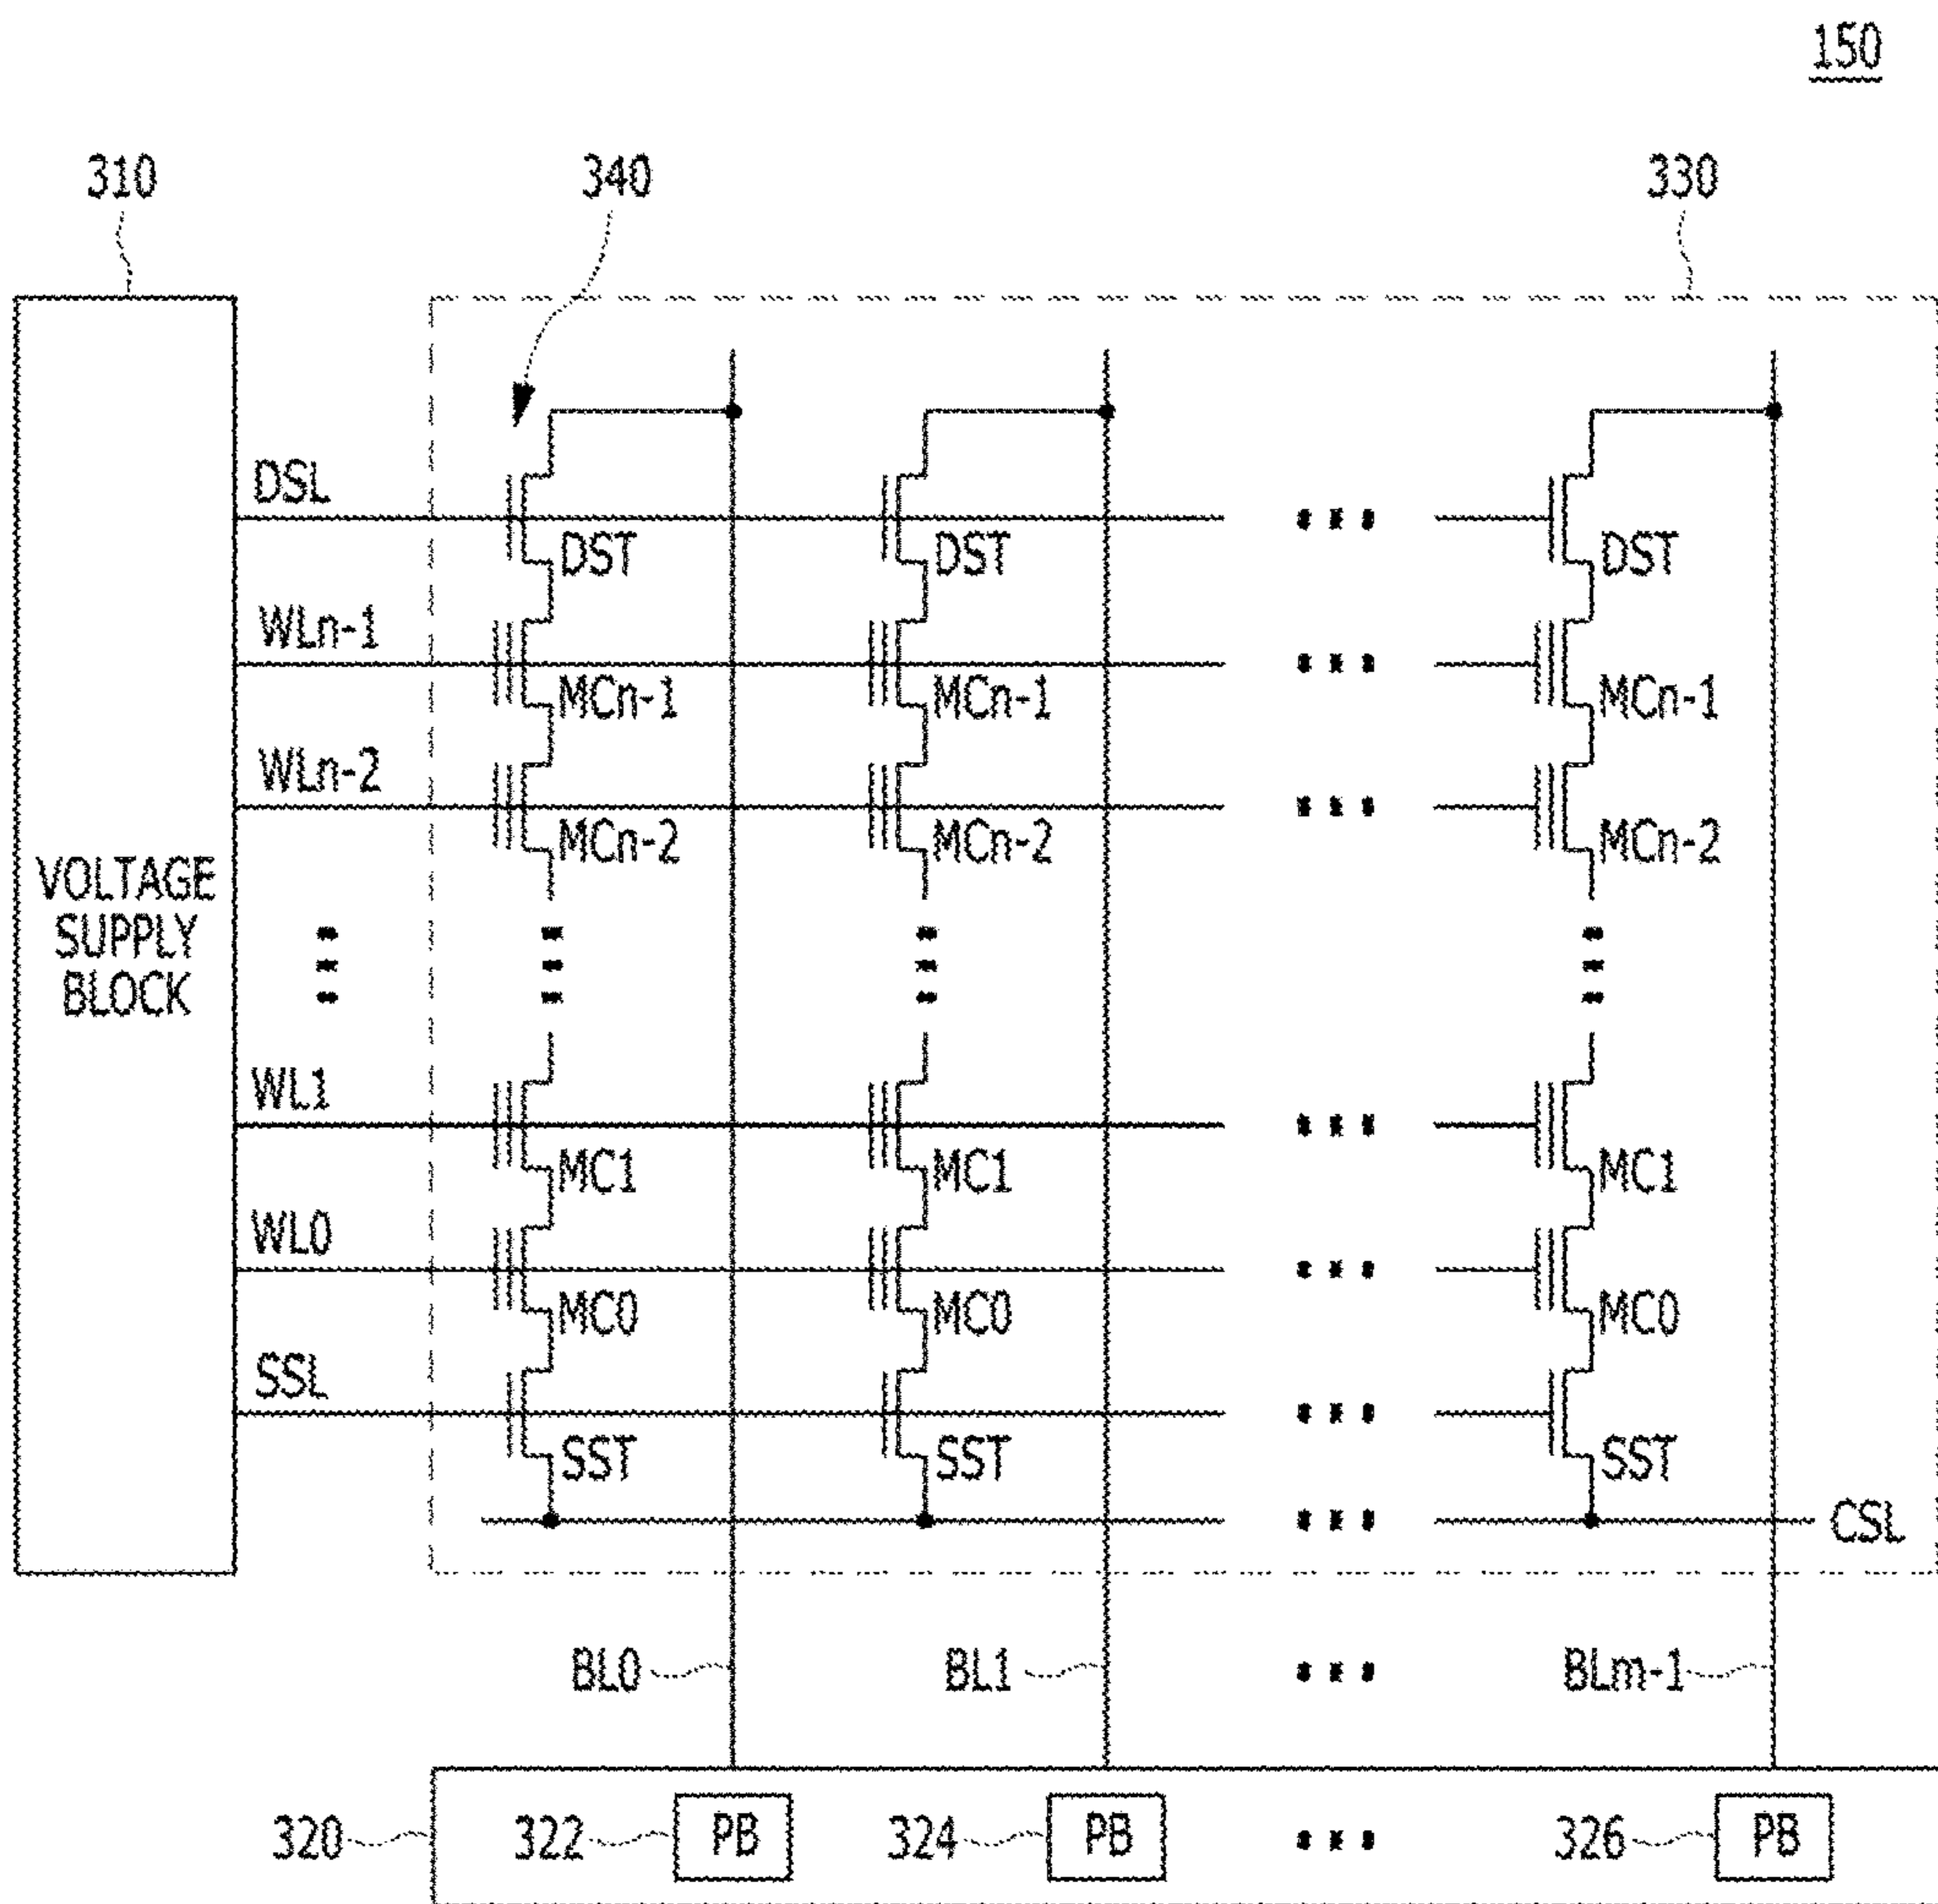 150
310 340 330
DSL
DST DST DST
WLn-1
MCn-1 MCn-1 MCn-1
WLn-2
MCn-2 MCn-2 MCn-2
VOLTAGE
SUPPLY
BLOCK
WL1
MC1 MC1 MC1
WL0
MC0 MC0 MC0
SSL
SST SST SST
CSL
BL0 BL1 BLm-1
320 322 PB 324 PB 326 PB